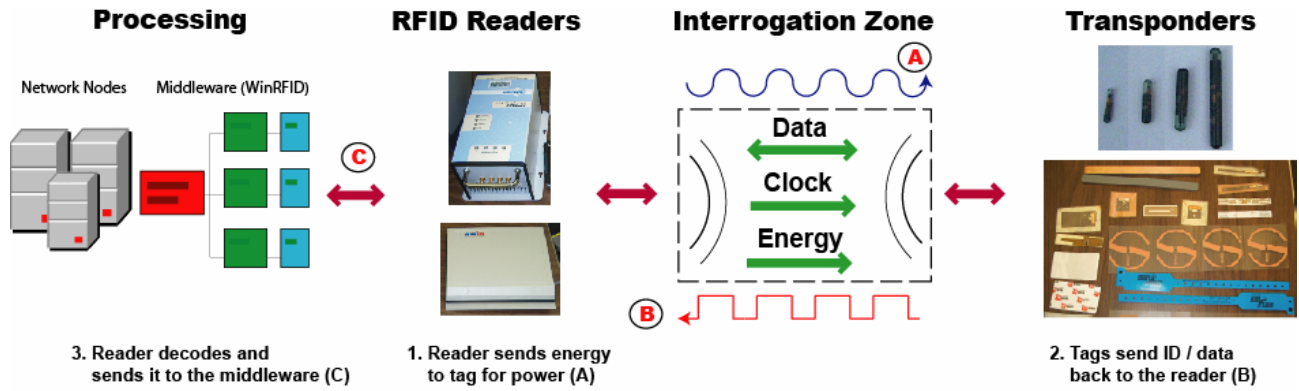 Processing
RFID Readers
Interrogation Zone
Transponders
A
Network Nodes
Middleware (WinRFID)
C
Data
Clock
Energy
B
3. Reader decodes and
sends it to the middleware (C)
1. Reader sends energy
to tag for power (A)
2. Tags send ID / data
back to the reader (B)